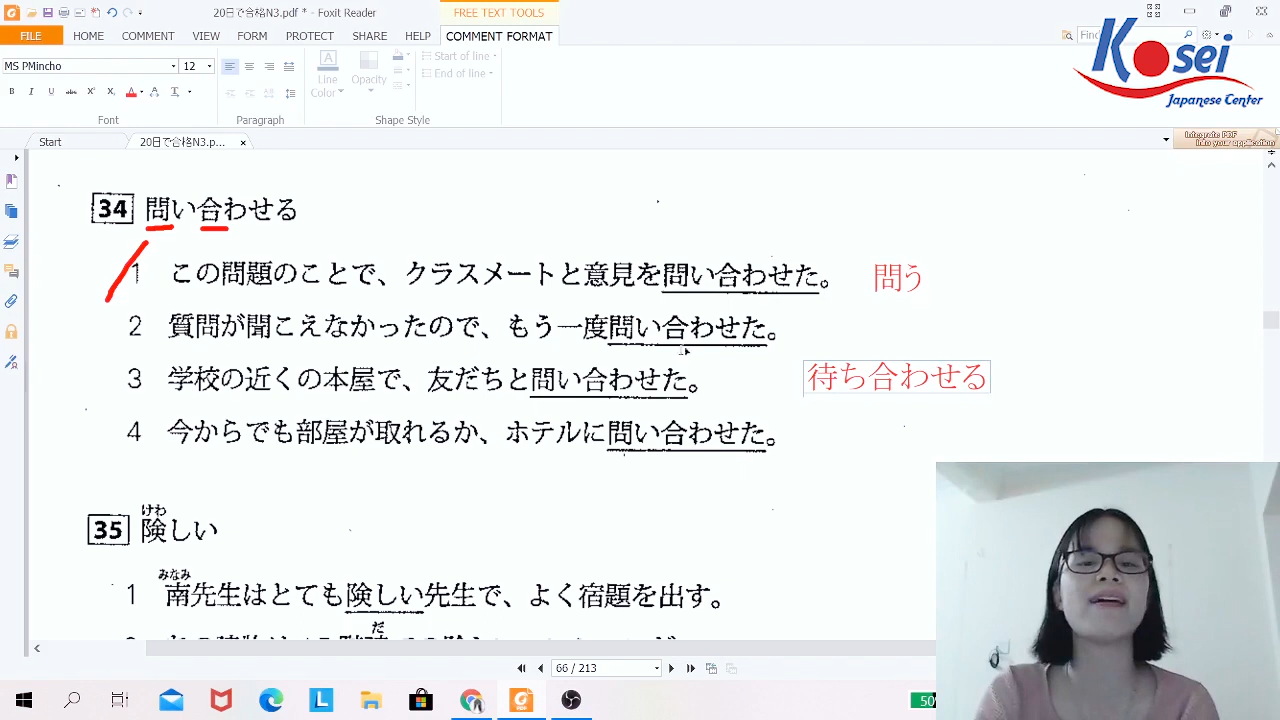 20日で合格N3.pdf * - Foxit Reader
FREE TEXT TOOLS
FILE HOME COMMENT VIEW FORM PROTECT SHARE HELP COMMENT FORMAT
Find
MS PMincho 12
B I U
Line Color
Opacity
Start of line
End of line
Font Paragraph Shape Style
Kosei
Japanese Center
Start 20日で合格N3.p...
Integrate PDF
into your application
34 問い合わせる
1 この問題のことで、クラスメートと意見を問い合わせた。 問う
2 質問が聞こえなかったので、もう一度問い合わせた。
3 学校の近くの本屋で、友だちと問い合わせた。 待ち合わせる
4 今からでも部屋が取れるか、ホテルに問い合わせた。
けわ
35 険しい
みなみ
1 南先生はとても険しい先生で、よく宿題を出す。
だ
66 / 213
50